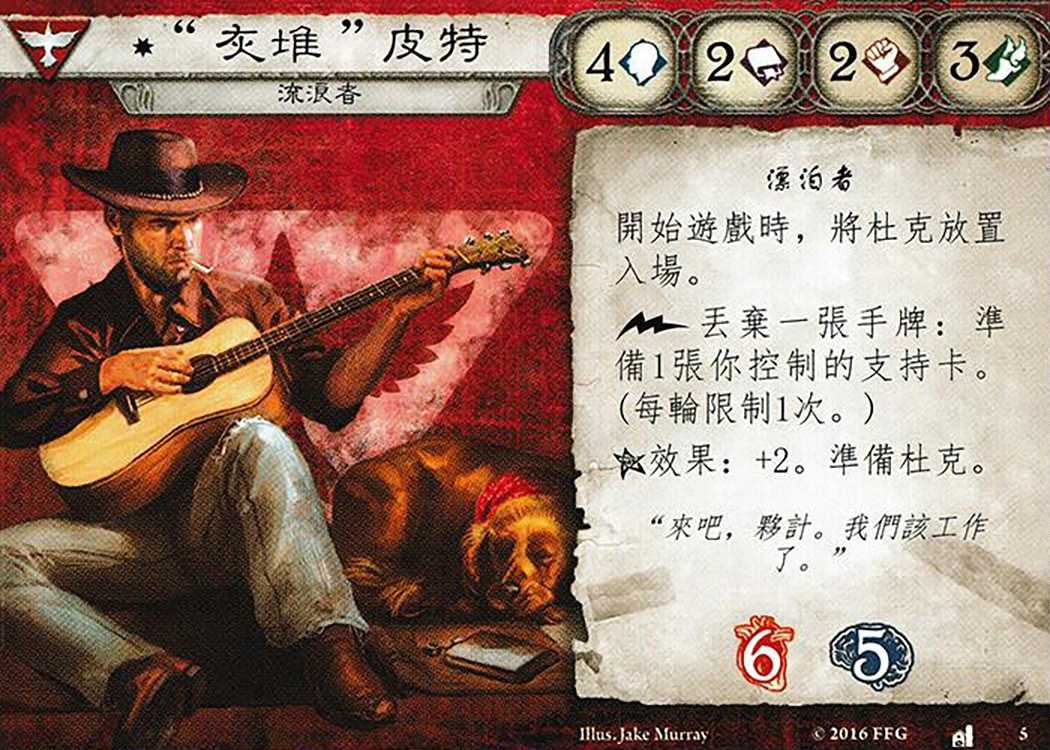 “灰堆”皮特
流浪者
4 2 2 3
漂泊者
開始遊戲時，將杜克放置
入場。
丟棄一張手牌：準
備1張你控制的支持卡。
(每輪限制1次。)
效果：+2。準備杜克。
“來吧，夥計。我們該工作
了。”
6 5
Illus. Jake Murray © 2016 FFG 5